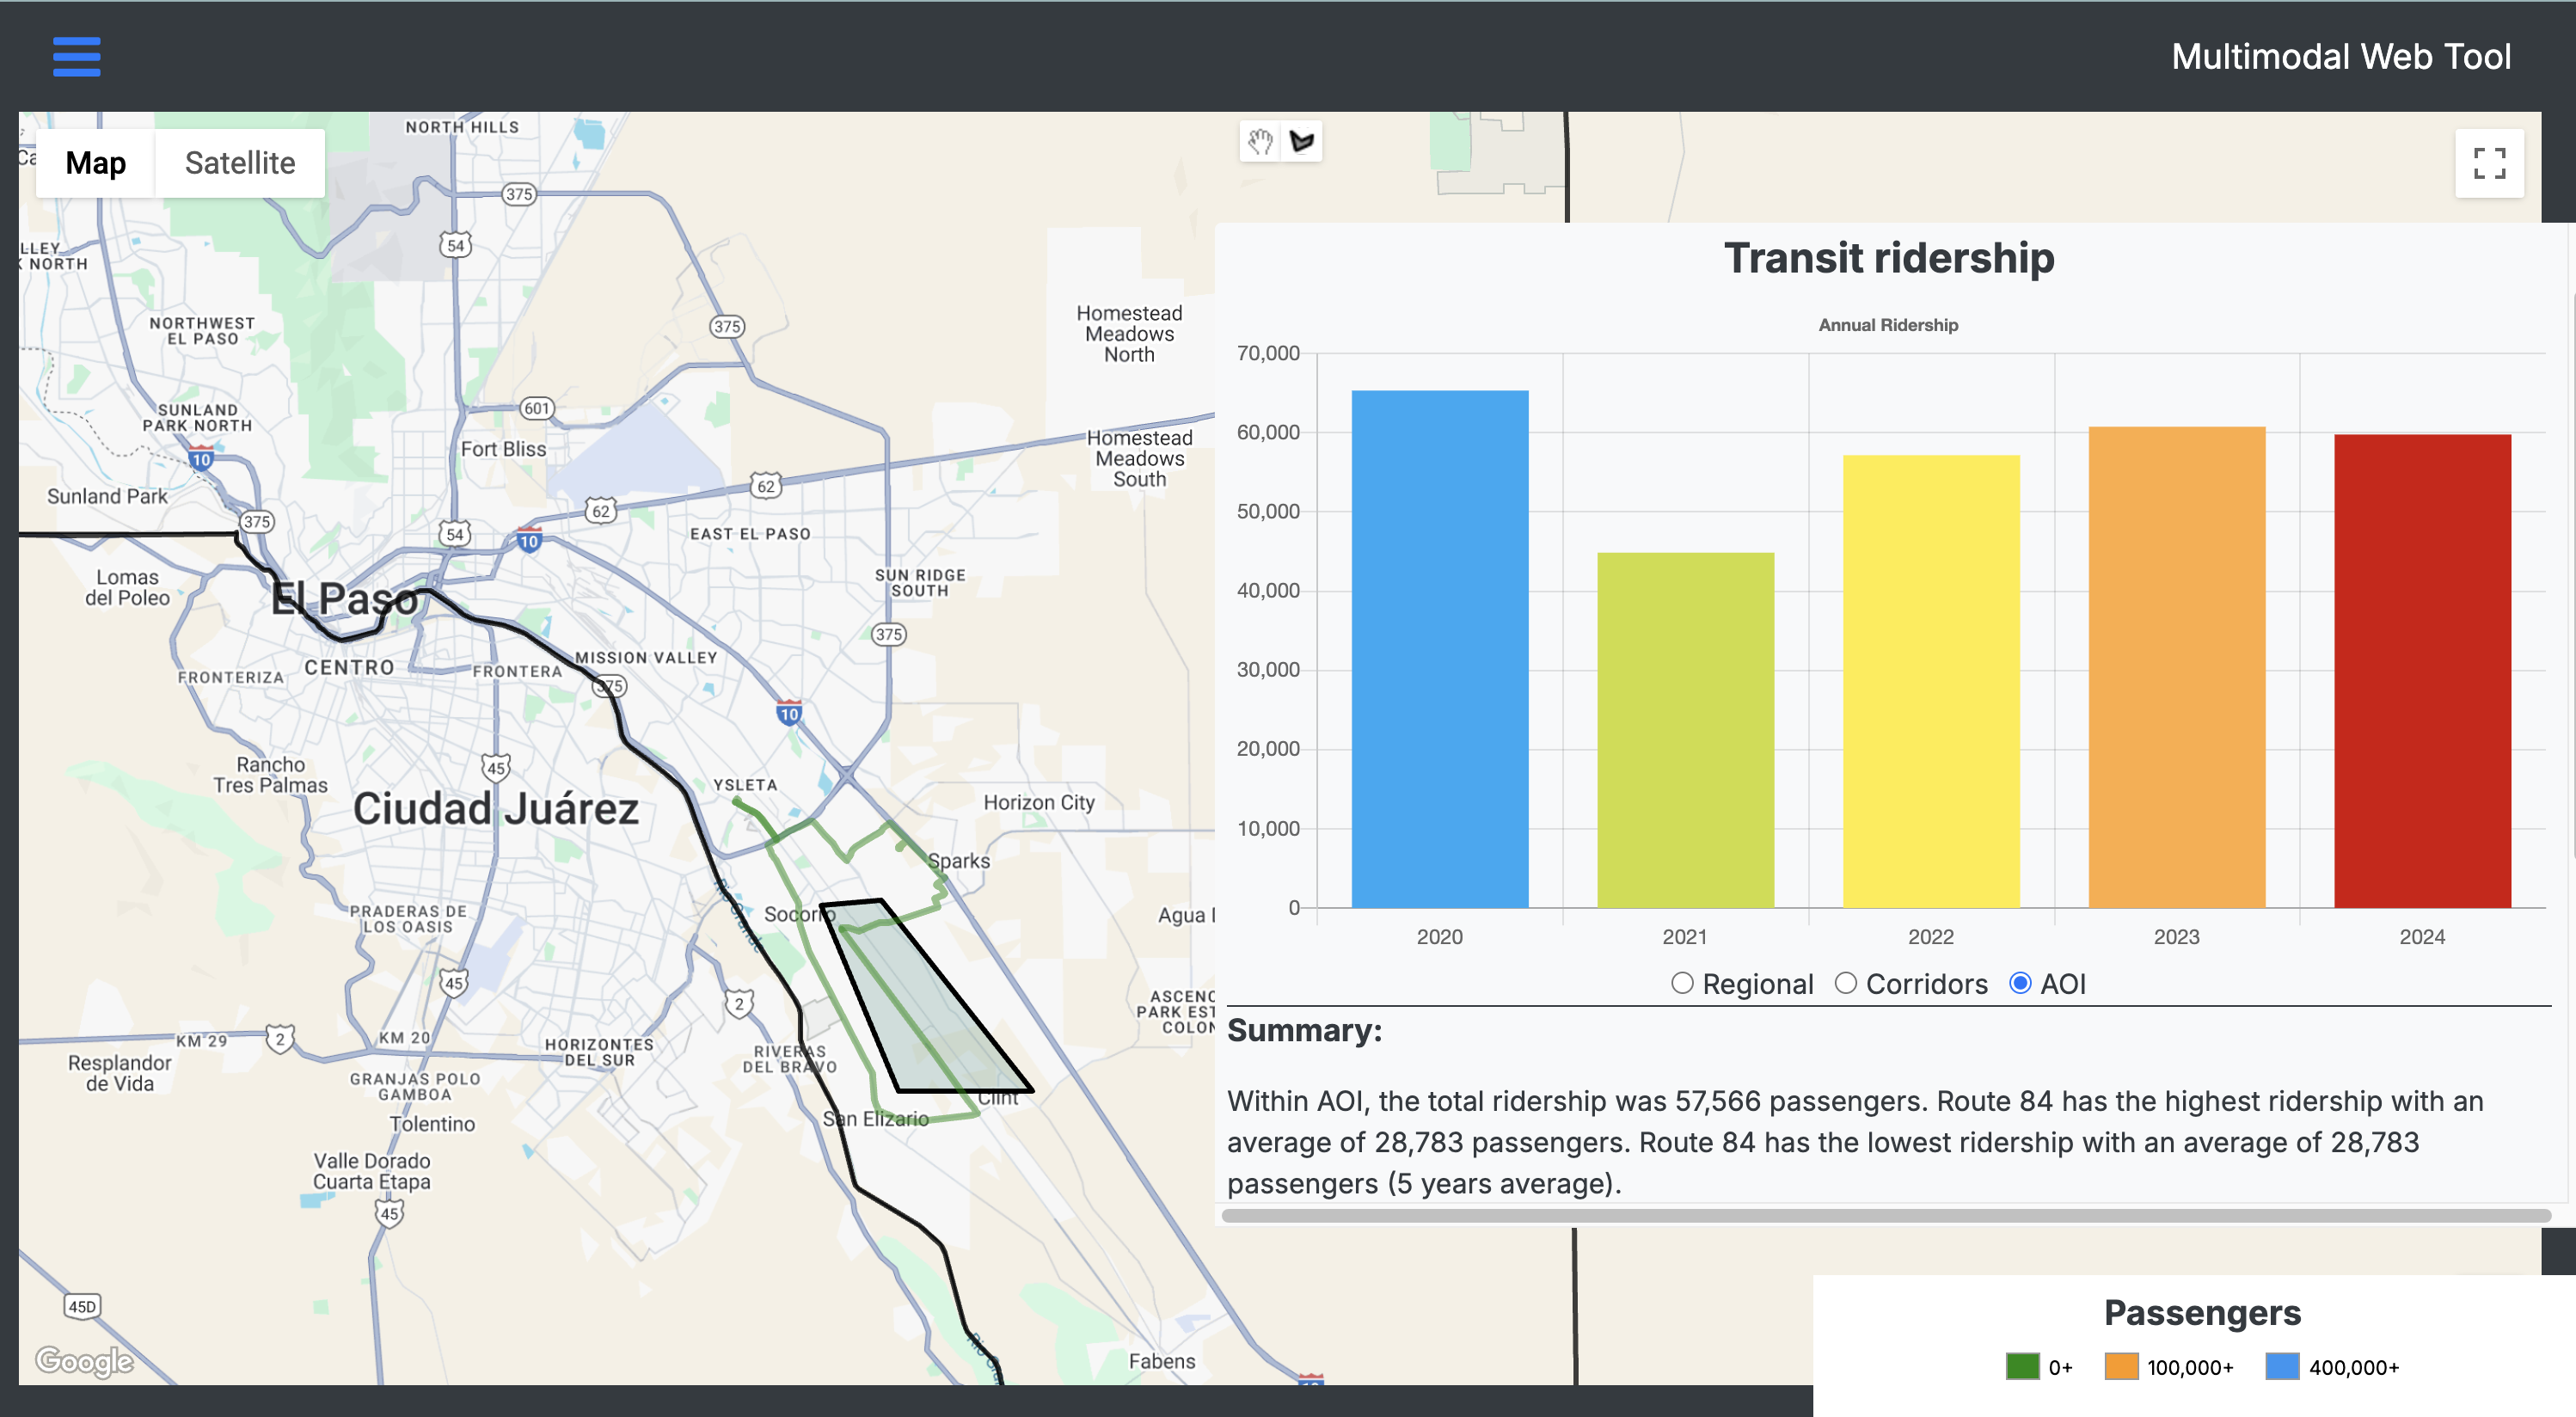 Multimodal Web Tool
Map
Satellite
NORTH HILLS
375
54
LLEY
K NORTH
NORTHWEST
EL PASO
375
Homestead
Meadows
North
SUNLAND
PARK NORTH
601
10
Fort Bliss
Homestead
Meadows
South
Sunland Park
62
62
375
54
10
EAST EL PASO
Lomas
del Poleo
El Paso
SUN RIDGE
SOUTH
375
MISSION VALLEY
CENTRO
FRONTERA
FRONTERIZA
375
10
Rancho
Tres Palmas
45
YSLETA
Ciudad Juárez
Horizon City
Sparks
PRADERAS DE
LOS OASIS
Socorro
Agua
45
2
ASCENC
PARK EST
COLON
KM 29
2
KM 20
HORIZONTES
DEL SUR
RIVERAS
DEL BRAVO
Resplandor
de Vida
GRANJAS POLO
GAMBOA
Clint
San Elizario
Tolentino
Valle Dorado
Cuarta Etapa
45
45D
Fabens
Google
Transit ridership
Annual Ridership
70,000
60,000
50,000
40,000
30,000
20,000
10,000
0
2020 2021 2022 2023 2024
Regional Corridors AOI
Summary:
Within AOI, the total ridership was 57,566 passengers. Route 84 has the highest ridership with an
average of 28,783 passengers. Route 84 has the lowest ridership with an average of 28,783
passengers (5 years average).
Passengers
0+ 100,000+ 400,000+